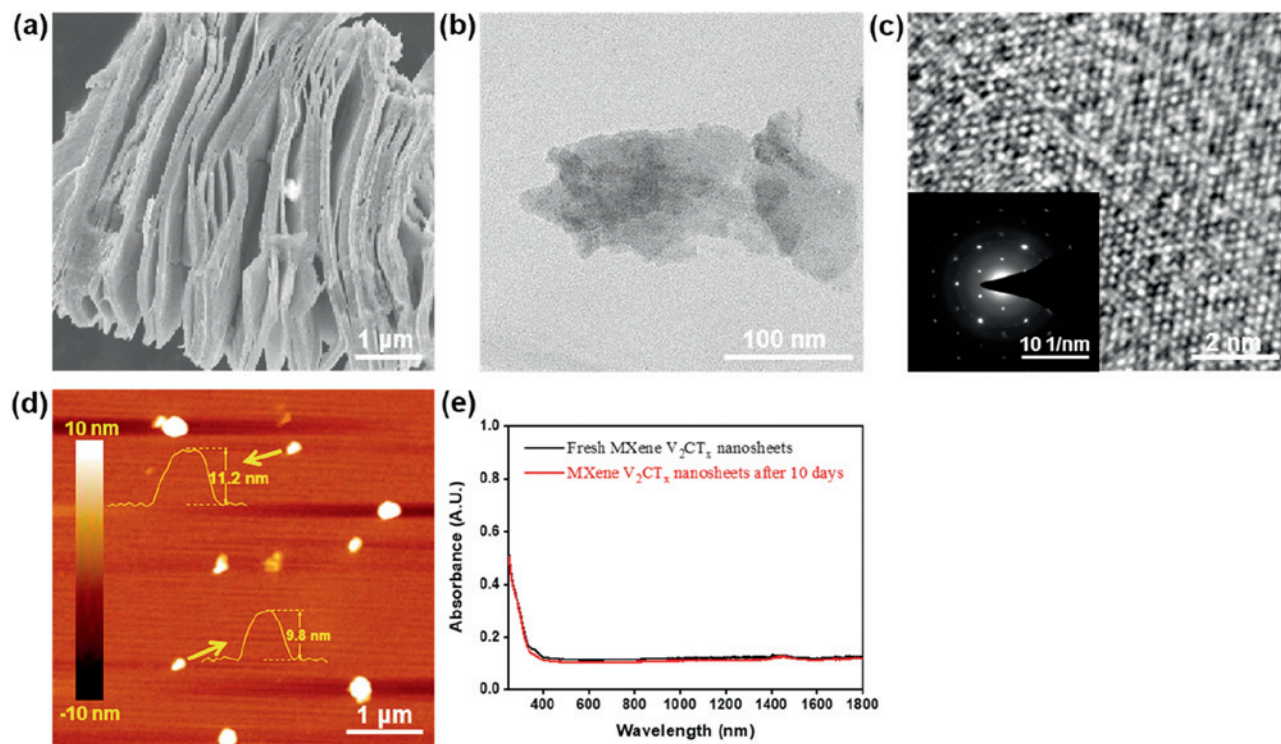 (a)
1 µm
(b)
100 nm
(c)
10 1/nm
2 nm
(d)
10 nm
11.2 nm
9.8 nm
-10 nm
1 µm
(e)
1.0
0.8
0.6
0.4
0.2
0.0
Absorbance (A.U.)
Fresh MXene V₂CTₓ nanosheets
MXene V₂CTₓ nanosheets after 10 days
400 600 800 1000 1200 1400 1600 1800
Wavelength (nm)